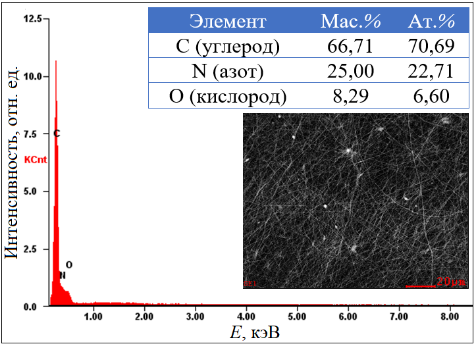 Элемент Мас.% Ат.%
C (углерод) 66,71 70,69
N (азот) 25,00 22,71
O (кислород) 8,29 6,60
Интенсивность, отн. ед.
12.5
10.0
7.5
KCnt
5.0
2.5
0.0
C
N
O
1.00 2.00 3.00 4.00 5.00 6.00 7.00 8.00
E, кэВ